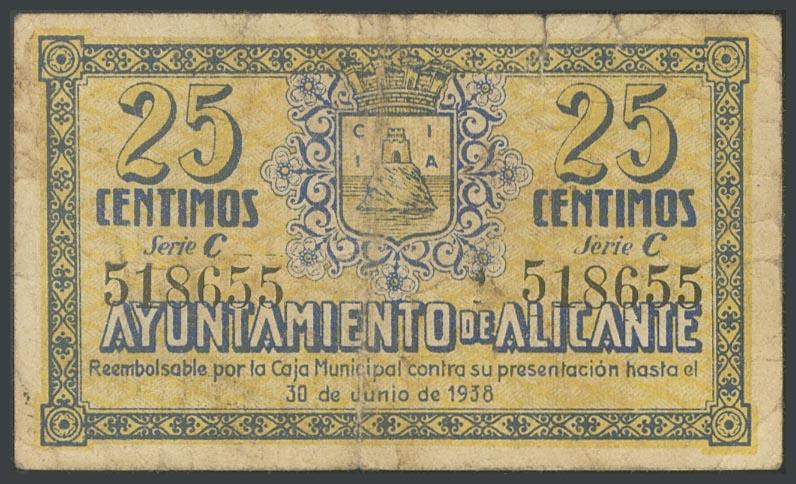 25 25
CENTIMOS CENTIMOS
Serie C Serie C
C I
I A
518655 518655
AYUNTAMIENTO DE ALICANTE
Reembolsable por la Caja Municipal contra su presentación hasta el
30 de Junio de 1938